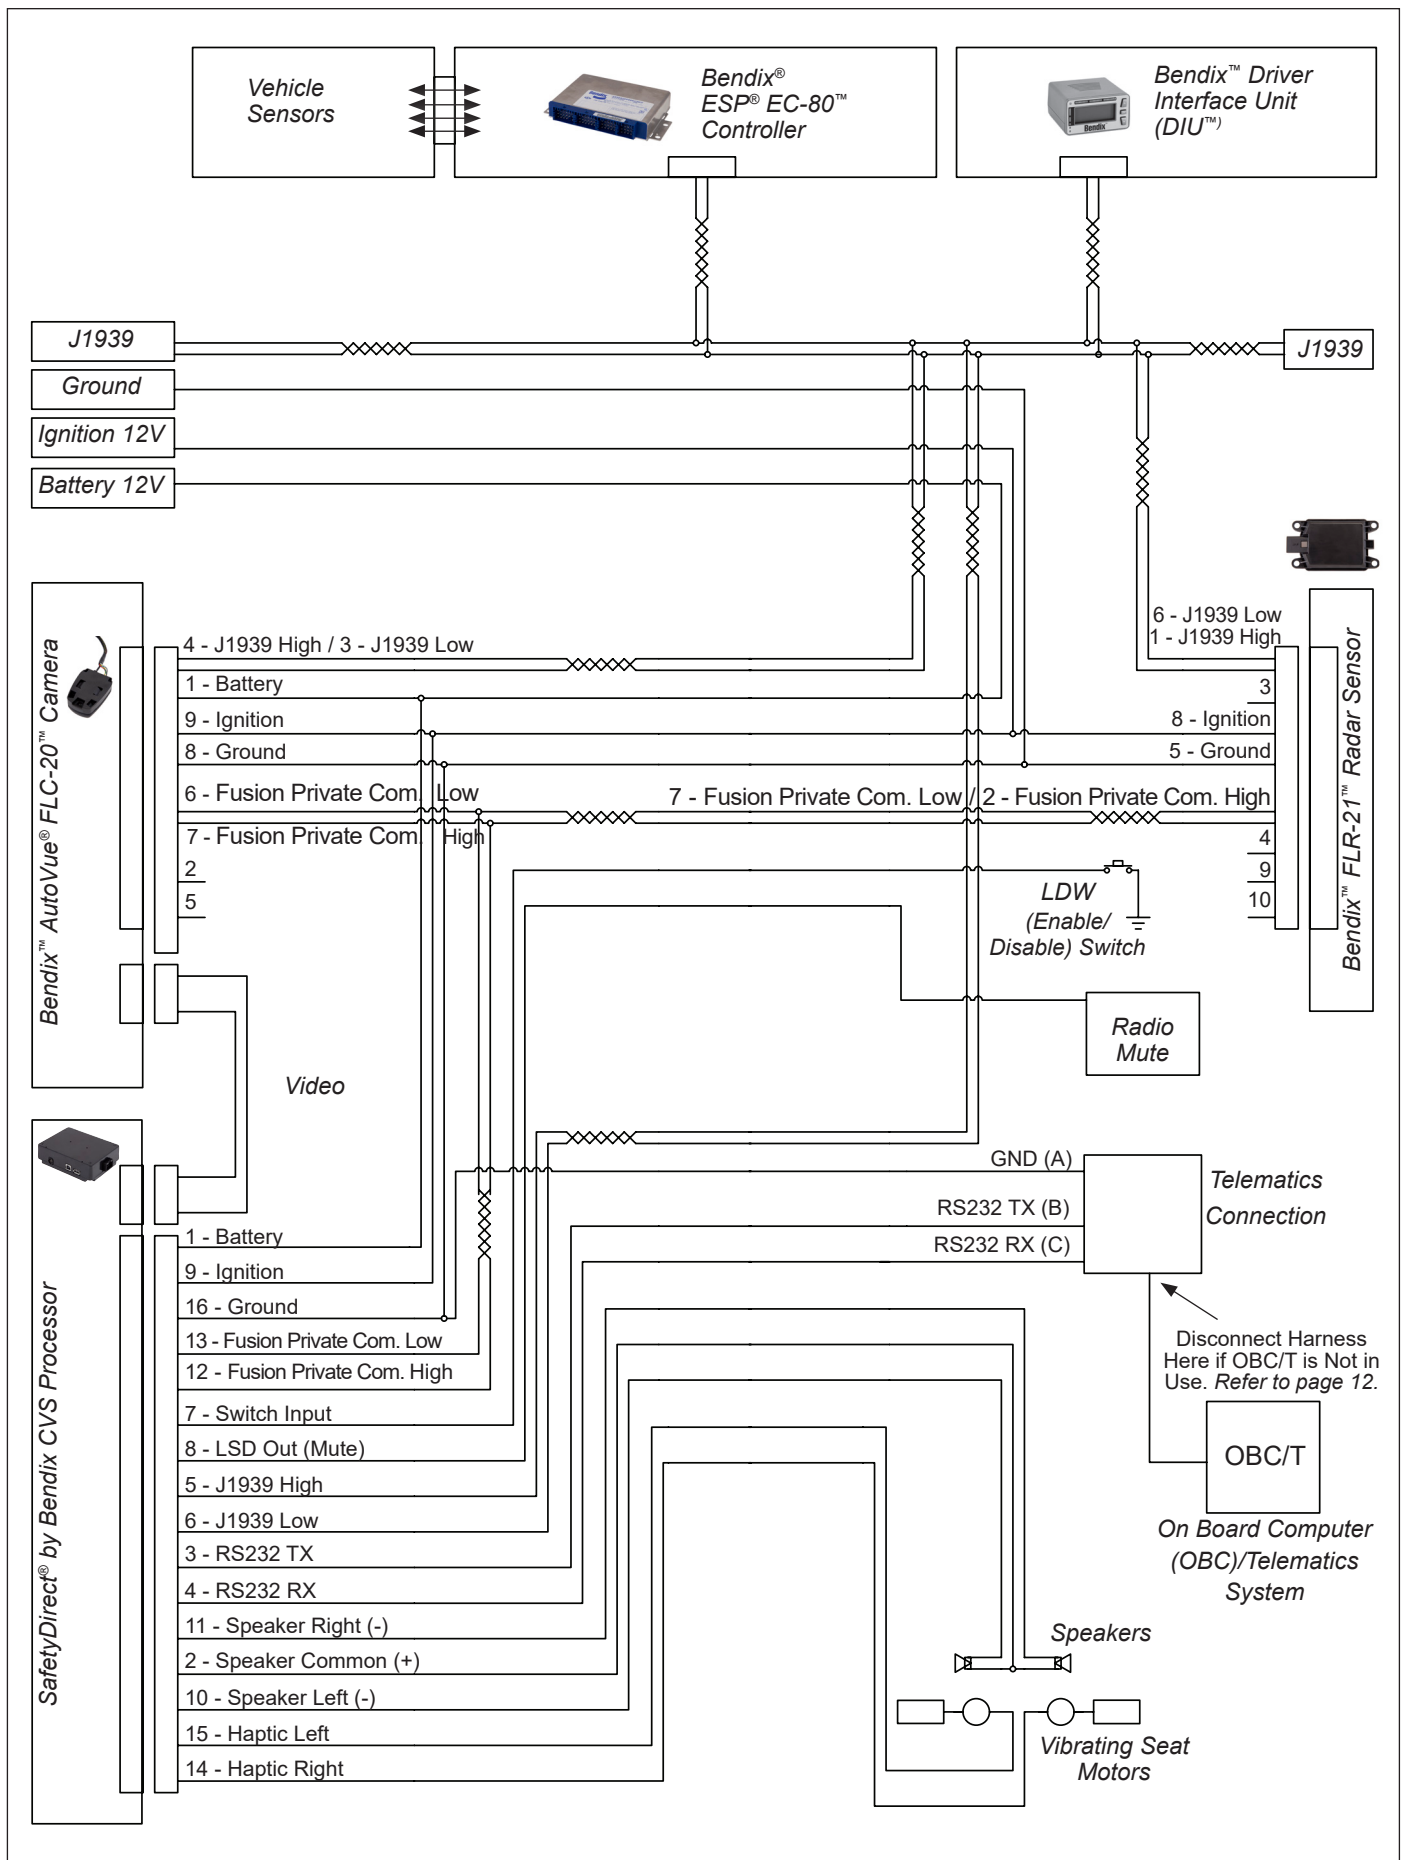 Vehicle
Sensors
Bendix®
ESP® EC-80™
Controller
Bendix™ Driver
Interface Unit
(DIU™)
Bendix
J1939
J1939
Ground
Ignition 12V
Battery 12V
Bendix™ AutoVue® FLC-20™ Camera
4 - J1939 High / 3 - J1939 Low
1 - Battery
9 - Ignition
8 - Ground
6 - Fusion Private Com. Low
7 - Fusion Private Com. High
2
5
6 - J1939 Low
1 - J1939 High
3
8 - Ignition
5 - Ground
7 - Fusion Private Com. Low / 2 - Fusion Private Com. High
4
9
10
Bendix™ FLR-21™ Radar Sensor
LDW
(Enable/
Disable) Switch
Radio
Mute
Video
GND (A)
RS232 TX (B)
RS232 RX (C)
Telematics
Connection
Disconnect Harness
Here if OBC/T is Not in
Use. Refer to page 12.
OBC/T
On Board Computer
(OBC)/Telematics
System
SafetyDirect® by Bendix CVS Processor
1 - Battery
9 - Ignition
16 - Ground
13 - Fusion Private Com. Low
12 - Fusion Private Com. High
7 - Switch Input
8 - LSD Out (Mute)
5 - J1939 High
6 - J1939 Low
3 - RS232 TX
4 - RS232 RX
11 - Speaker Right (-)
2 - Speaker Common (+)
10 - Speaker Left (-)
15 - Haptic Left
14 - Haptic Right
Speakers
Vibrating Seat
Motors